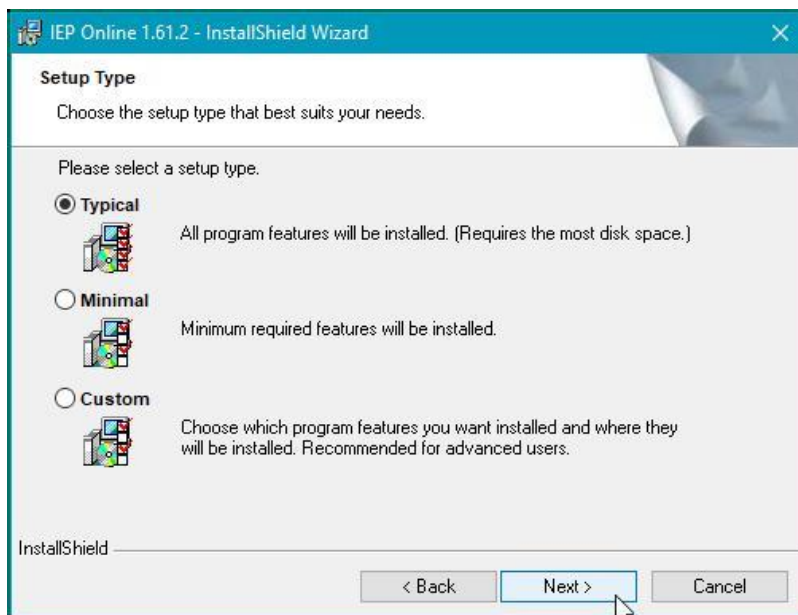 IEP Online 1.61.2 - InstallShield Wizard
Setup Type
Choose the setup type that best suits your needs.
Please select a setup type.
Typical
All program features will be installed. (Requires the most disk space.)
Minimal
Minimum required features will be installed.
Custom
Choose which program features you want installed and where they
will be installed. Recommended for advanced users.
InstallShield
< Back Next > Cancel